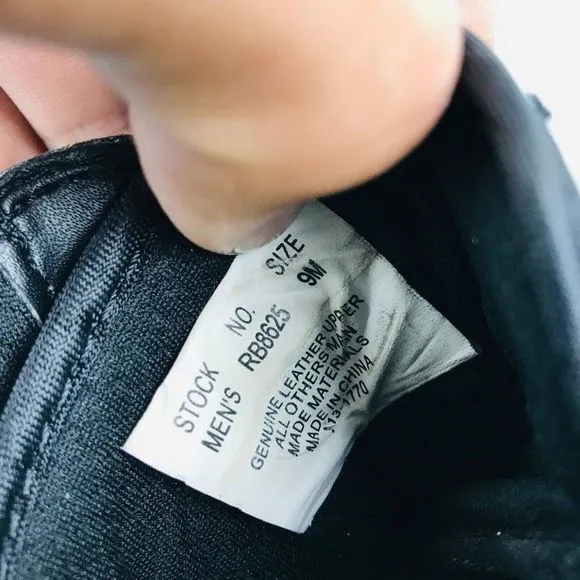 STOCK NO. SIZE
MEN'S RB8625 9M
GENUINE LEATHER UPPER
ALL OTHERS MAN
MADE MATERIALS
MADE IN CHINA